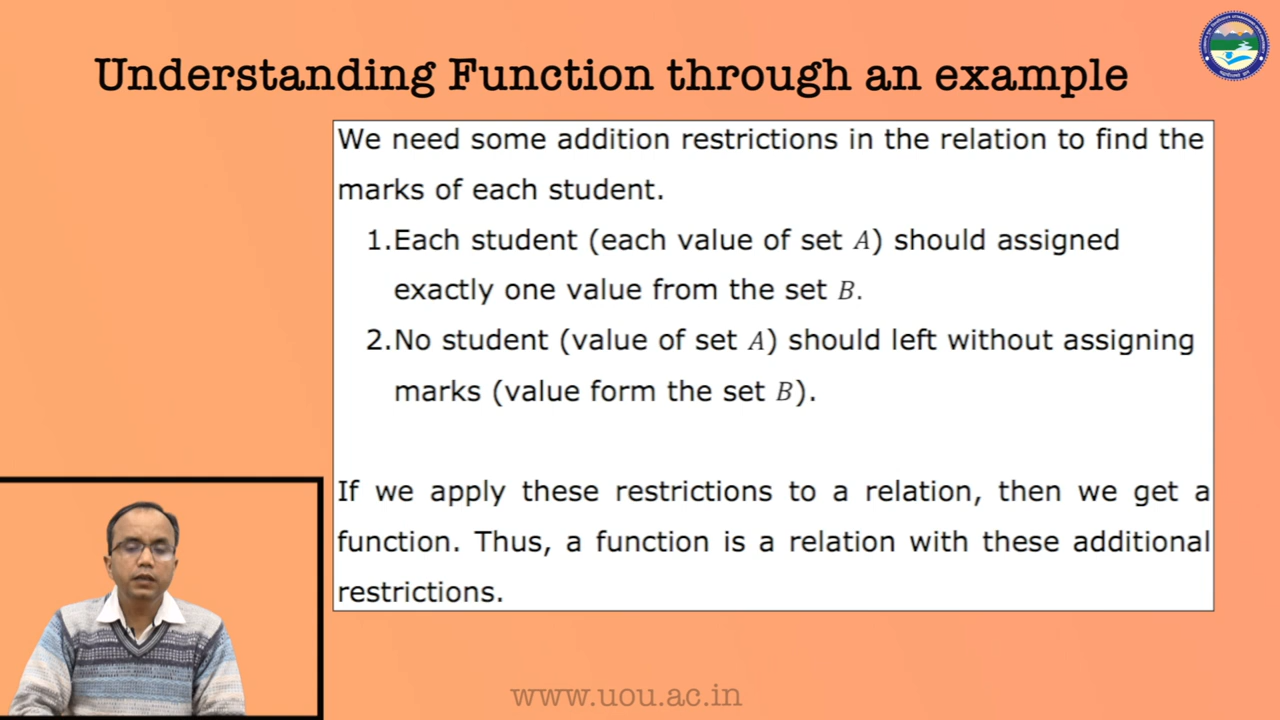 Understanding Function through an example
We need some addition restrictions in the relation to find the
marks of each student.
1.Each student (each value of set A) should assigned
exactly one value from the set B.
2.No student (value of set A) should left without assigning
marks (value form the set B).
If we apply these restrictions to a relation, then we get a
function. Thus, a function is a relation with these additional
restrictions.
www.uou.ac.in